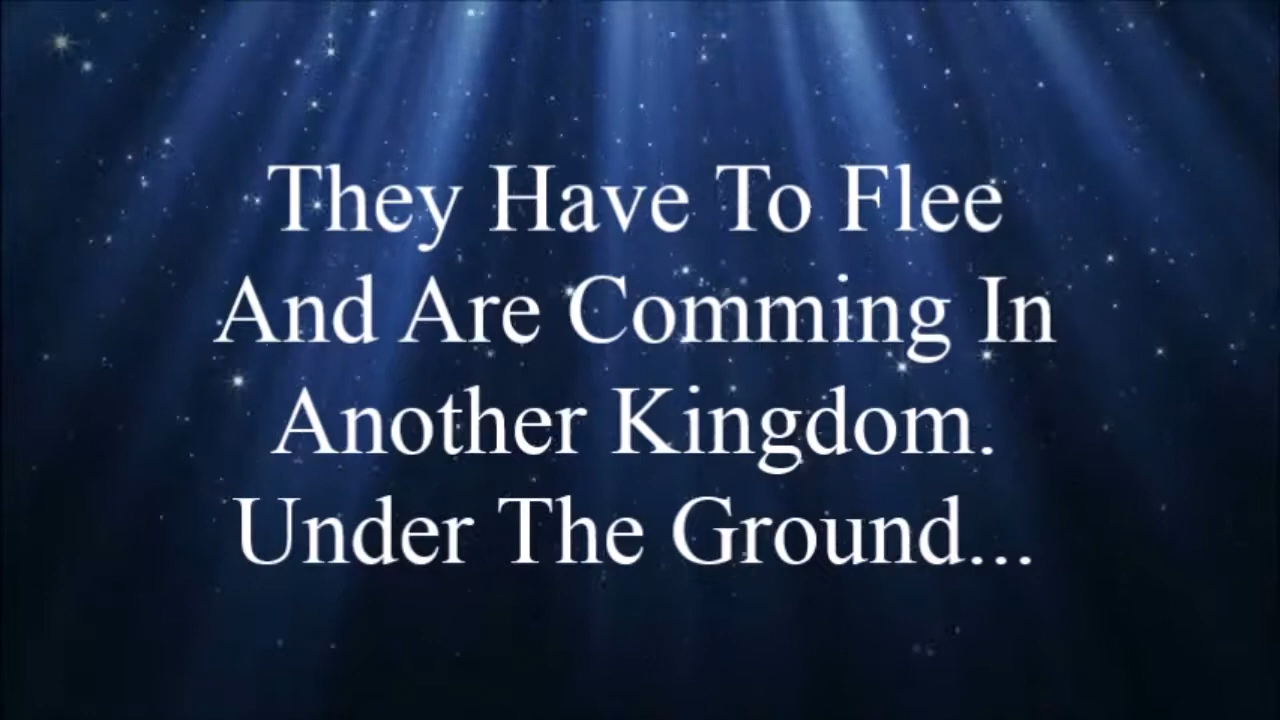 They Have To Flee
And Are Comming In
Another Kingdom.
Under The Ground...